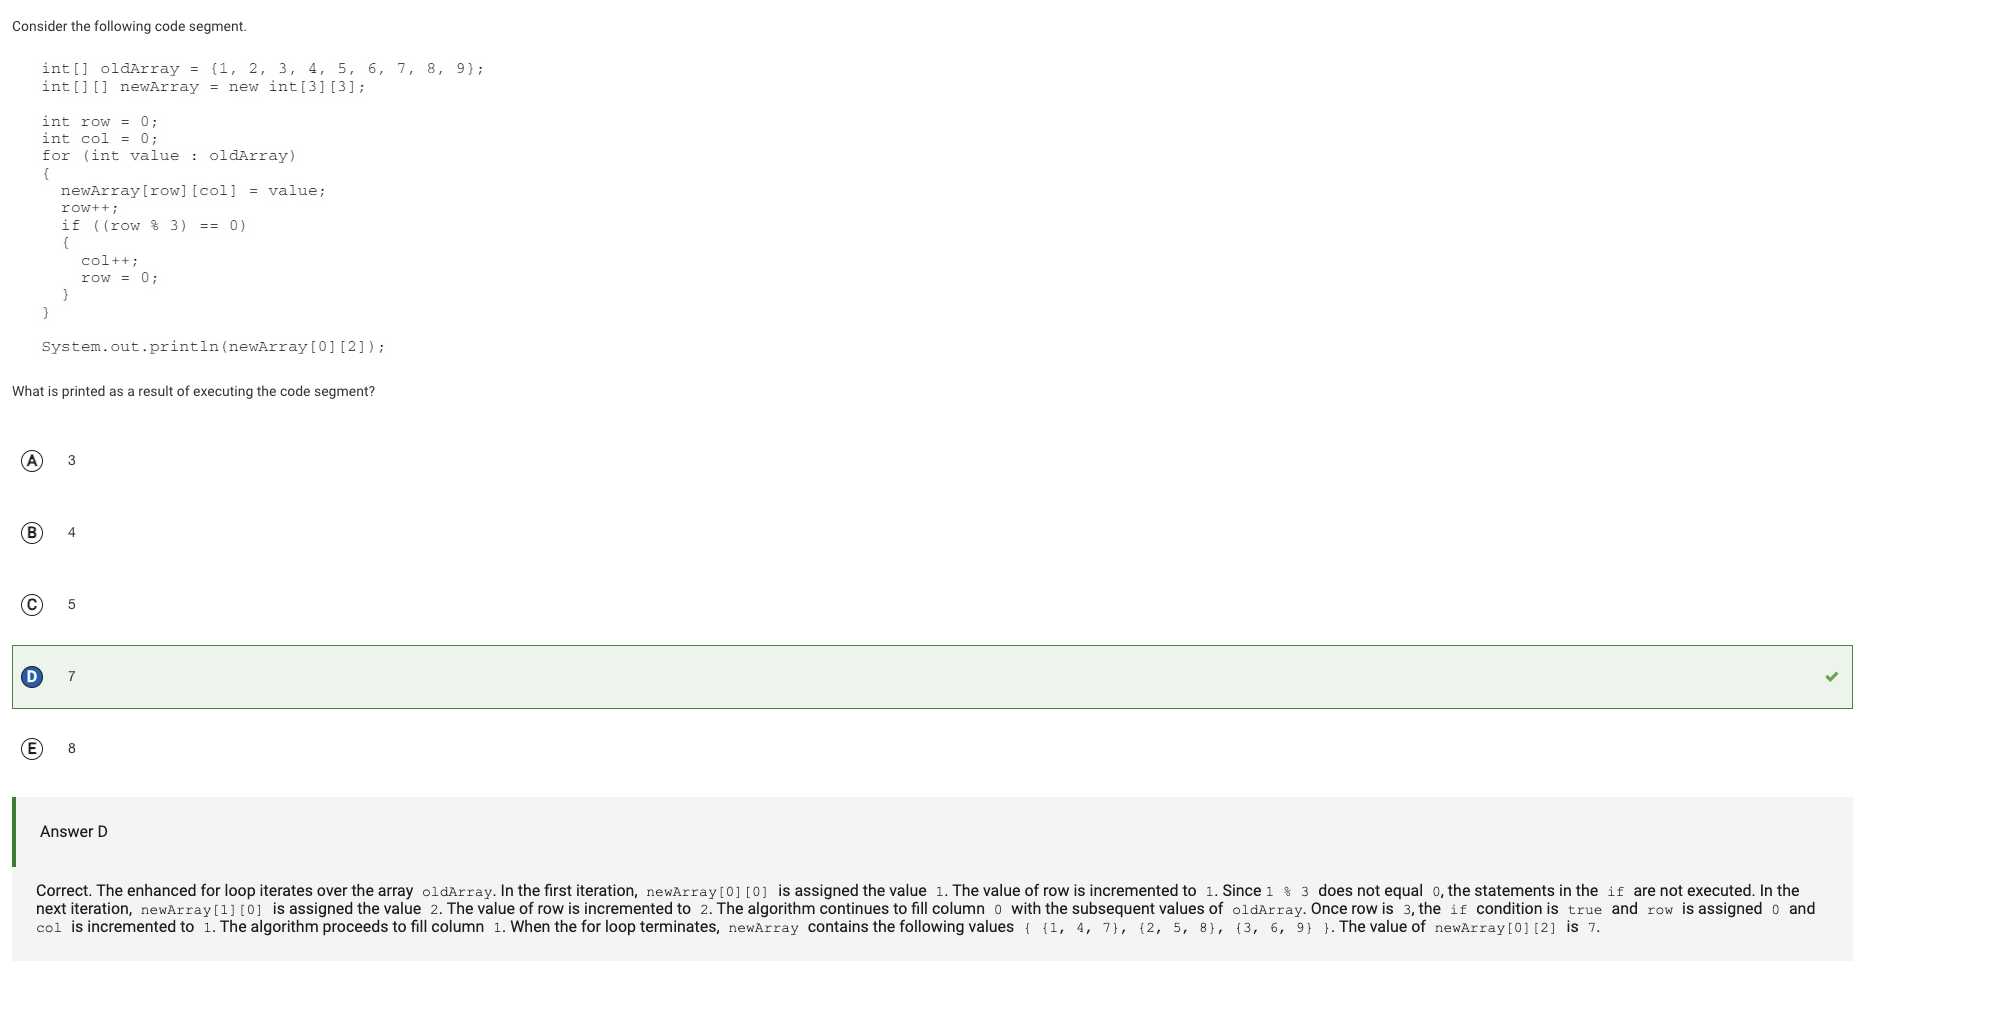 Consider the following code segment.
int[] oldArray = {1, 2, 3, 4, 5, 6, 7, 8, 9};
int[][] newArray = new int[3][3];
int row = 0;
int col = 0;
for (int value : oldArray)
{
newArray[row][col] = value;
row++;
if ((row % 3) == 0)
{
col++;
row = 0;
}
}
System.out.println(newArray[0][2]);
What is printed as a result of executing the code segment?
A 3
B 4
C 5
D 7
E 8
Answer D
Correct. The enhanced for loop iterates over the array oldArray. In the first iteration, newArray[0][0] is assigned the value 1. The value of row is incremented to 1. Since 1 % 3 does not equal 0, the statements in the if are not executed. In the
next iteration, newArray[1][0] is assigned the value 2. The value of row is incremented to 2. The algorithm continues to fill column 0 with the subsequent values of oldArray. Once row is 3, the if condition is true and row is assigned 0 and
col is incremented to 1. The algorithm proceeds to fill column 1. When the for loop terminates, newArray contains the following values { {1, 4, 7}, {2, 5, 8}, {3, 6, 9} }. The value of newArray[0][2] is 7.